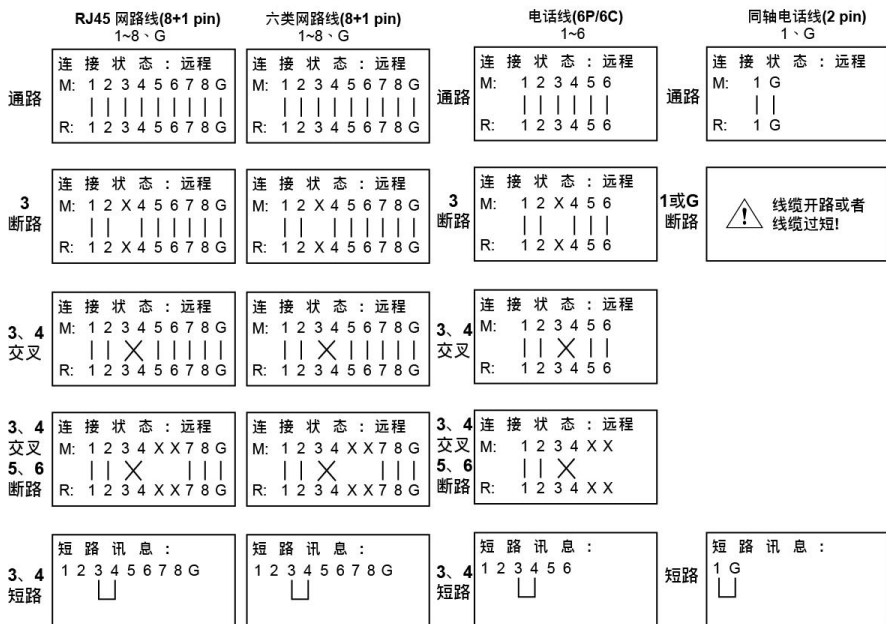 RJ45 网路线(8+1 pin)
1~8、G
六类网路线(8+1 pin)
1~8、G
电话线(6P/6C)
1~6
同轴电话线(2 pin)
1、G
通路
连接状态:远程
M: 1 2 3 4 5 6 7 8 G
R: 1 2 3 4 5 6 7 8 G
连接状态:远程
M: 1 2 3 4 5 6 7 8 G
R: 1 2 3 4 5 6 7 8 G
通路
连接状态:远程
M: 1 2 3 4 5 6
R: 1 2 3 4 5 6
通路
连接状态:远程
M: 1 G
R: 1 G
3
断路
连接状态:远程
M: 1 2 X 4 5 6 7 8 G
R: 1 2 X 4 5 6 7 8 G
连接状态:远程
M: 1 2 X 4 5 6 7 8 G
R: 1 2 X 4 5 6 7 8 G
3
断路
连接状态:远程
M: 1 2 X 4 5 6
R: 1 2 X 4 5 6
1或G
断路
线缆开路或者
线缆过短!
3、4
交叉
连接状态:远程
M: 1 2 3 4 5 6 7 8 G
R: 1 2 3 4 5 6 7 8 G
连接状态:远程
M: 1 2 3 4 5 6 7 8 G
R: 1 2 3 4 5 6 7 8 G
3、4
交叉
连接状态:远程
M: 1 2 3 4 5 6
R: 1 2 3 4 5 6
3、4
交叉
5、6
断路
连接状态:远程
M: 1 2 3 4 X X 7 8 G
R: 1 2 3 4 X X 7 8 G
连接状态:远程
M: 1 2 3 4 X X 7 8 G
R: 1 2 3 4 X X 7 8 G
3、4
交叉
5、6
断路
连接状态:远程
M: 1 2 3 4 X X
R: 1 2 3 4 X X
3、4
短路
短路讯息:
1 2 3 4 5 6 7 8 G
短路讯息:
1 2 3 4 5 6 7 8 G
3、4
短路
短路讯息:
1 2 3 4 5 6
短路
短路讯息:
1 G